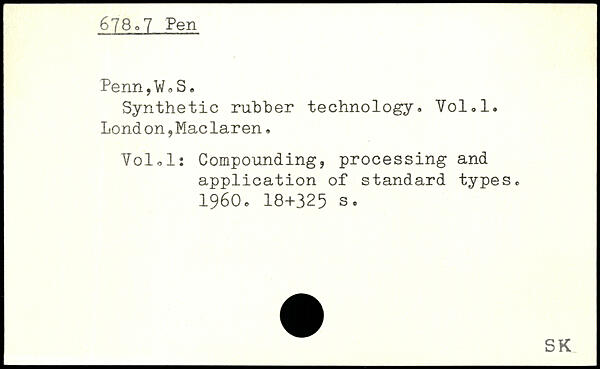 678.7 Pen
Penn,W.S.
Synthetic rubber technology. Vol.1.
London,Maclaren.
Vol.1: Compounding, processing and
application of standard types.
1960. 18+325 s.
SK